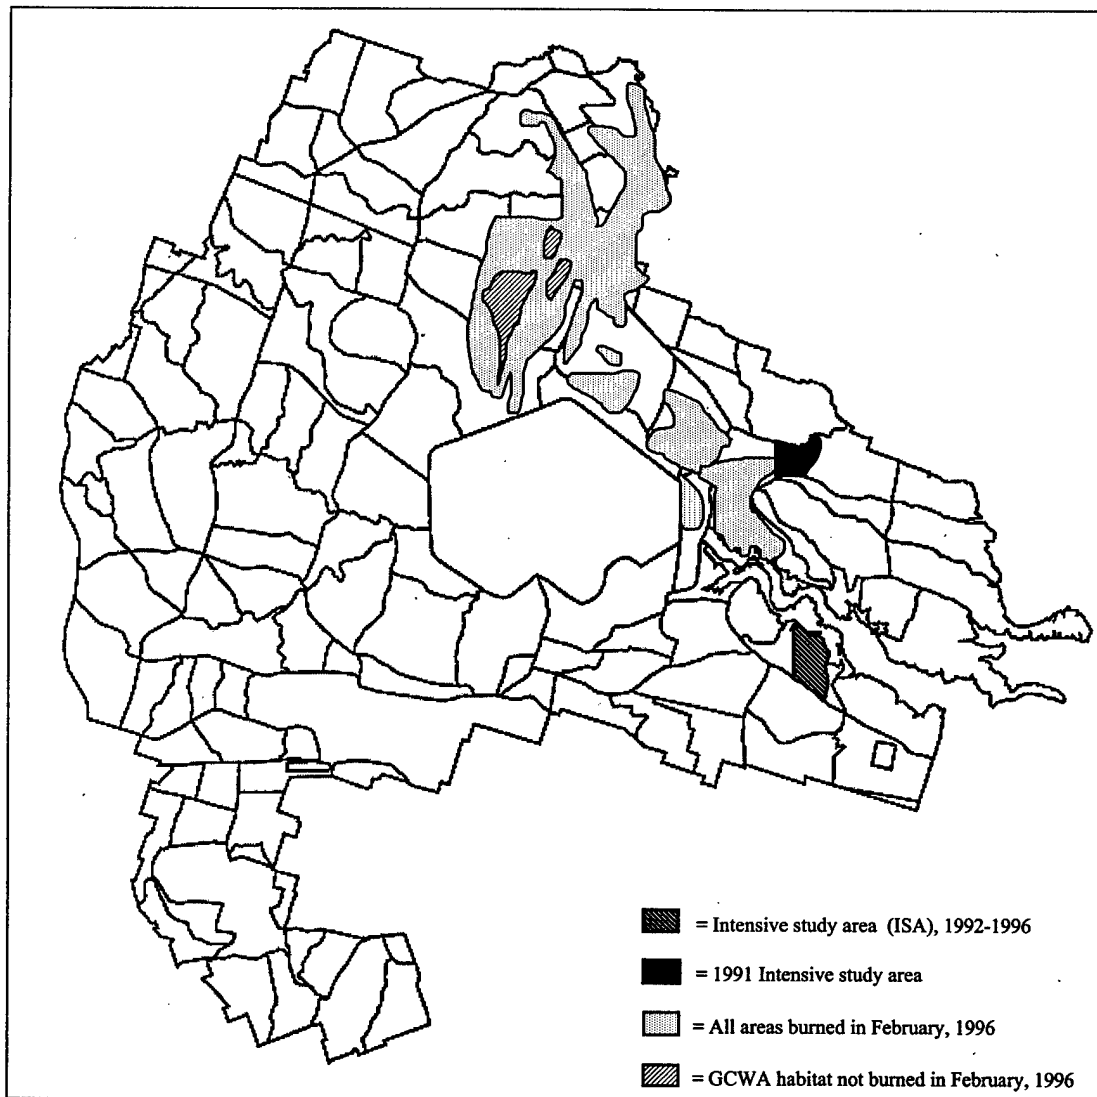 = Intensive study area (ISA), 1992-1996
= 1991 Intensive study area
= All areas burned in February, 1996
= GCWA habitat not burned in February, 1996